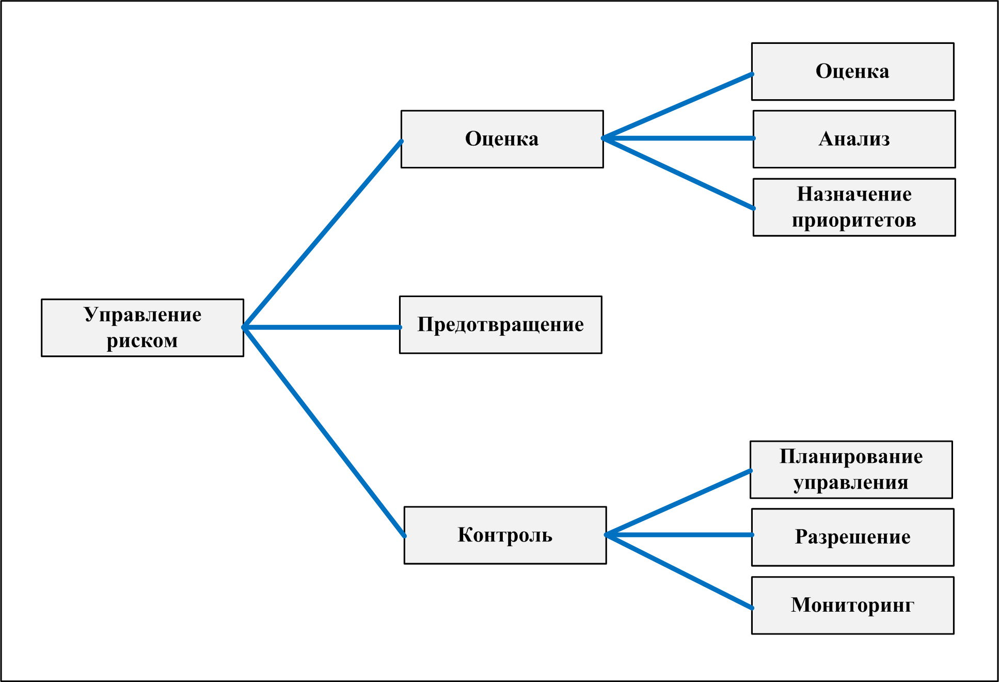 Управление
риском
Оценка
Предотвращение
Контроль
Оценка
Анализ
Назначение
приоритетов
Планирование
управления
Разрешение
Мониторинг